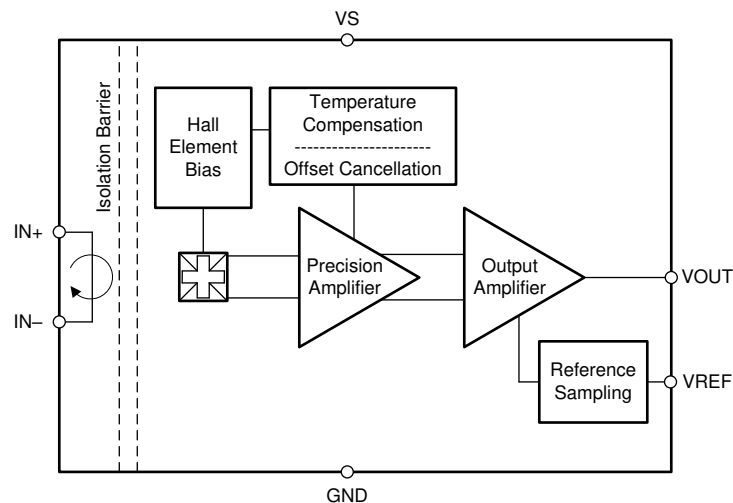 VS
Isolation Barrier
Hall
Element
Bias
Temperature
Compensation
Offset Cancellation
IN+
IN–
Precision
Amplifier
Output
Amplifier
VOUT
Reference
Sampling
VREF
GND